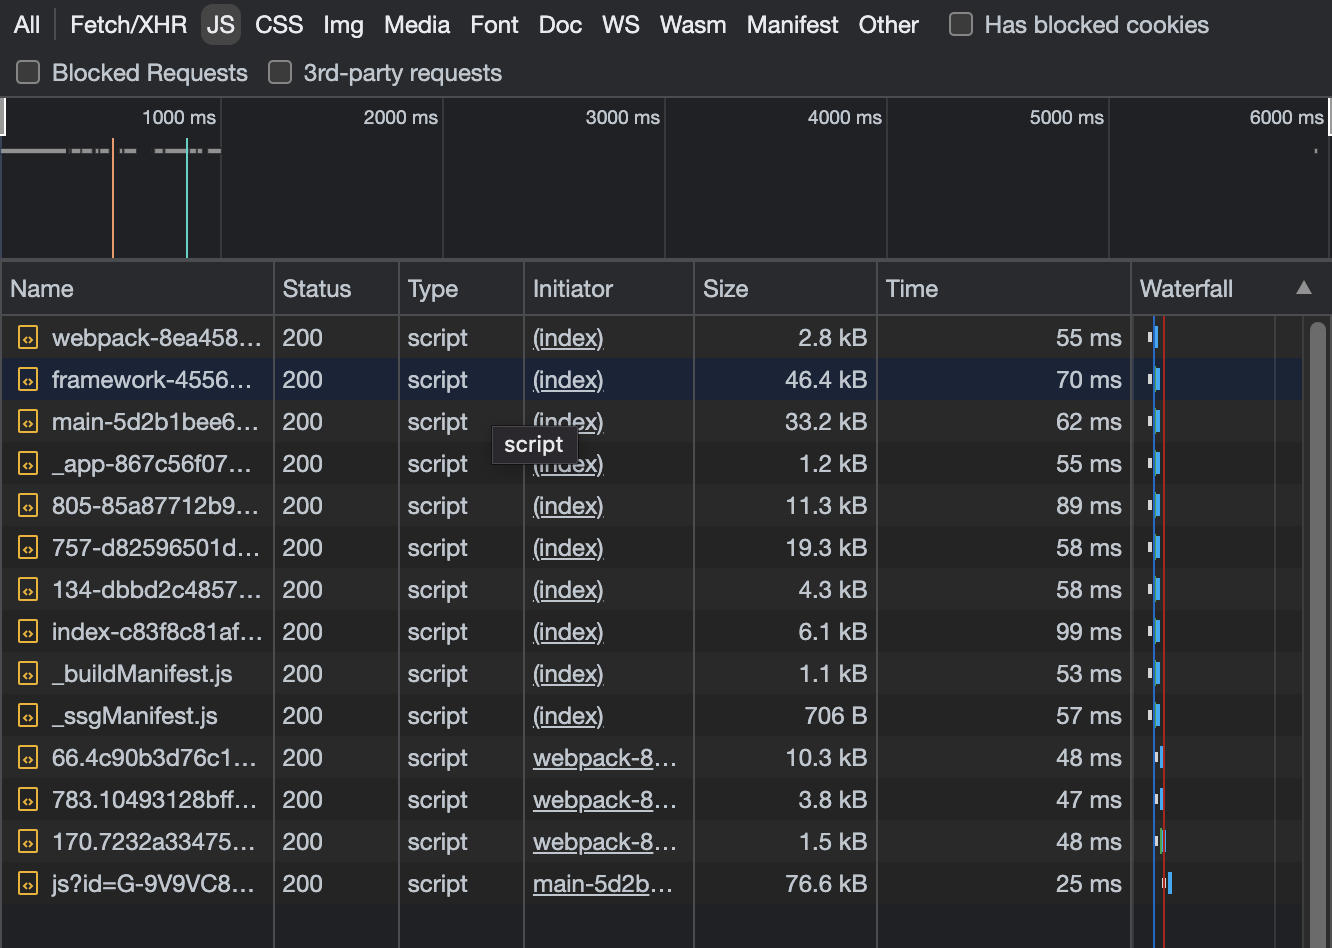 All Fetch/XHR JS CSS Img Media Font Doc WS Wasm Manifest Other Has blocked cookies
Blocked Requests 3rd-party requests
1000 ms 2000 ms 3000 ms 4000 ms 5000 ms 6000 ms
Name Status Type Initiator Size Time Waterfall
webpack-8ea458... 200 script (index) 2.8 kB 55 ms
framework-4556... 200 script (index) 46.4 kB 70 ms
main-5d2b1bee6... 200 script (index) 33.2 kB 62 ms
script
_app-867c56f07... 200 script (index) 1.2 kB 55 ms
805-85a87712b9... 200 script (index) 11.3 kB 89 ms
757-d82596501d... 200 script (index) 19.3 kB 58 ms
134-dbbd2c4857... 200 script (index) 4.3 kB 58 ms
index-c83f8c81af... 200 script (index) 6.1 kB 99 ms
_buildManifest.js 200 script (index) 1.1 kB 53 ms
_ssgManifest.js 200 script (index) 706 B 57 ms
66.4c90b3d76c1... 200 script webpack-8... 10.3 kB 48 ms
783.10493128bff... 200 script webpack-8... 3.8 kB 47 ms
170.7232a33475... 200 script webpack-8... 1.5 kB 48 ms
js?id=G-9V9VC8... 200 script main-5d2b... 76.6 kB 25 ms